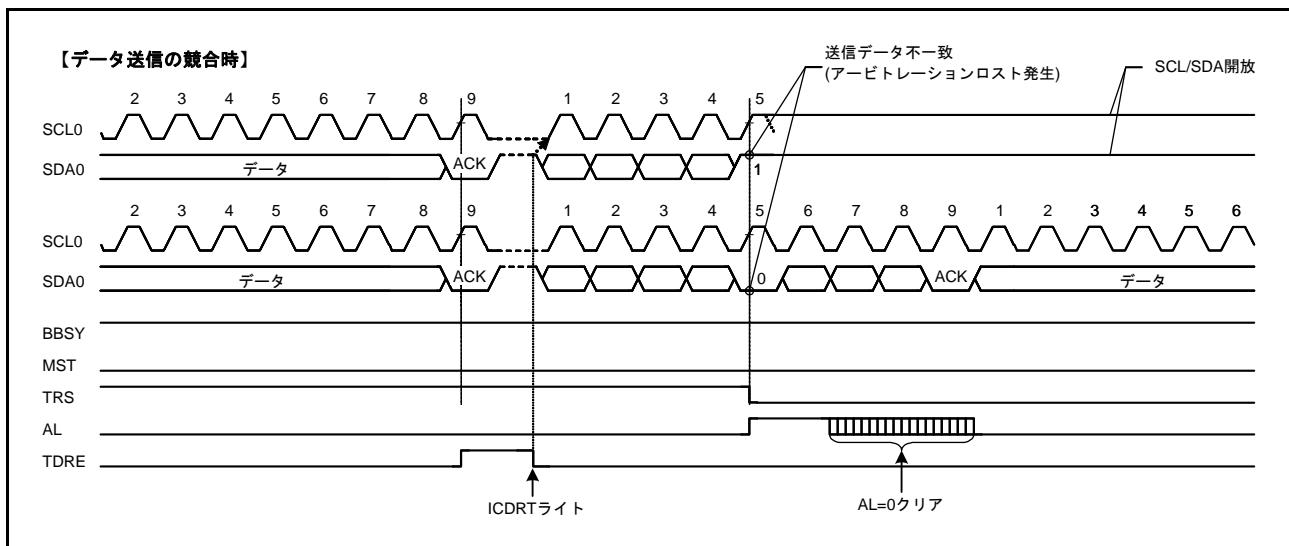 【データ送信の競合時】
送信データ不一致
(アービトレーションロスト発生)
SCL/SDA開放
2 3 4 5 6 7 8 9 1 2 3 4 5
SCL0
SDA0 データ ACK 1
2 3 4 5 6 7 8 9 1 2 3 4 5 6 7 8 9 1 2 3 4 5 6
SCL0
SDA0 データ ACK 0 ACK データ
BBSY
MST
TRS
AL
TDRE
ICDRTライト
AL=0クリア